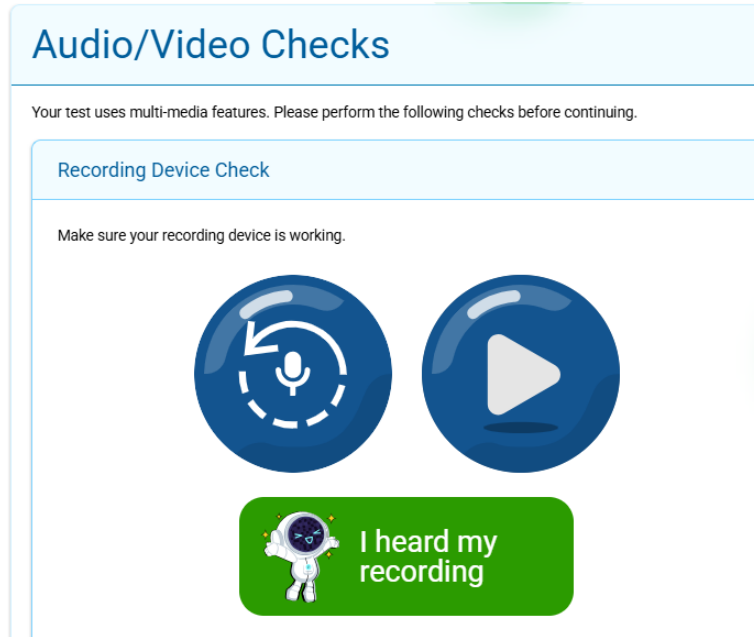 Audio/Video Checks
Your test uses multi-media features. Please perform the following checks before continuing.
Recording Device Check
Make sure your recording device is working.
I heard my
recording